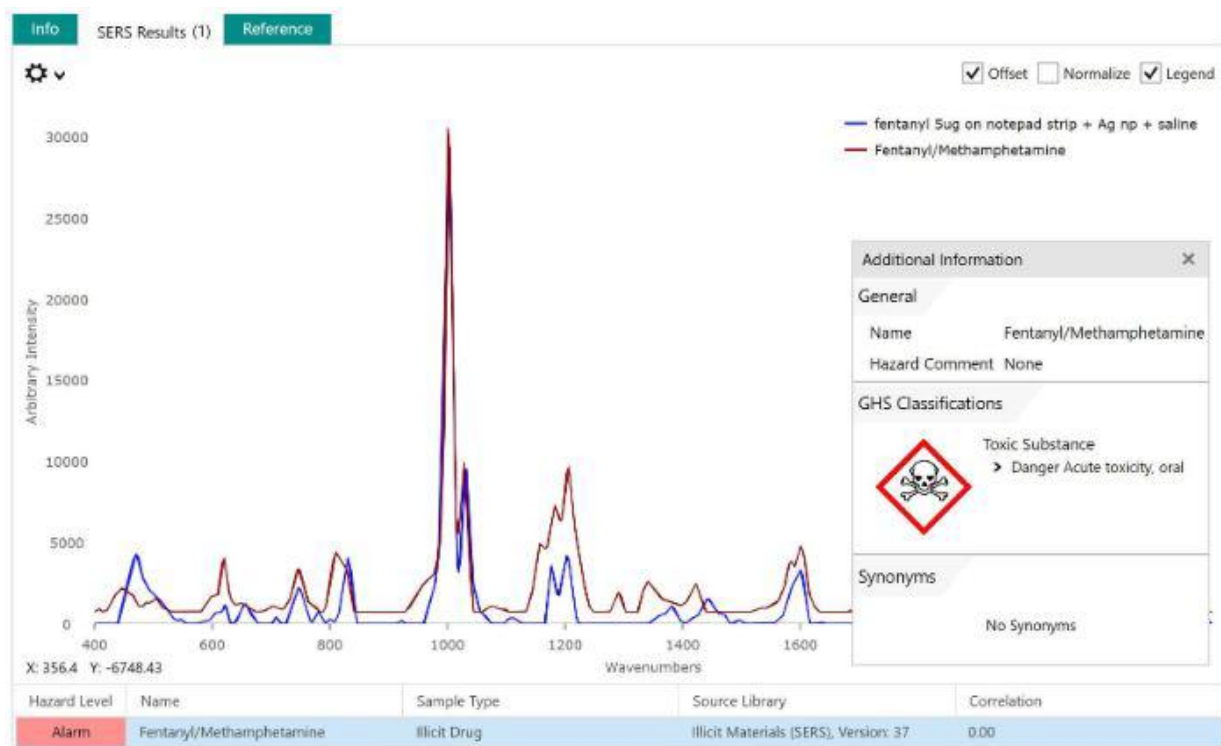 Info SERS Results (1) Reference
Offset Normalize Legend
fentanyl 5ug on notepad strip + Ag np + saline
Fentanyl/Methamphetamine
30000
25000
20000
15000
10000
5000
0
Arbitrary Intensity
400 600 800 1000 1200 1400 1600
X: 356.4 Y: -6748.43
Wavenumbers
Additional Information ×
General
Name Fentanyl/Methamphetamine
Hazard Comment None
GHS Classifications
Toxic Substance
> Danger Acute toxicity, oral
Synonyms
No Synonyms
Hazard Level Name Sample Type Source Library Correlation
Alarm Fentanyl/Methamphetamine Illicit Drug Illicit Materials (SERS), Version: 37 0.00